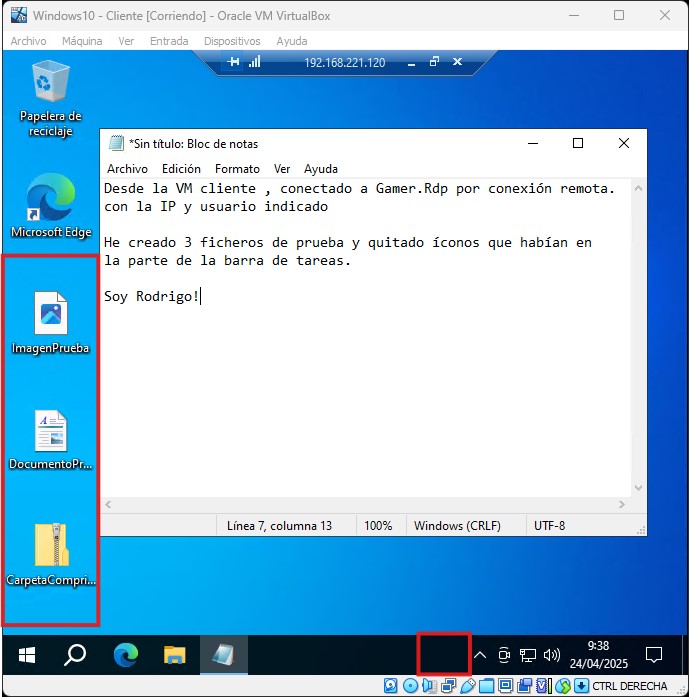 Windows10 - Cliente [Corriendo] - Oracle VM VirtualBox
Archivo Máquina Ver Entrada Dispositivos Ayuda
192.168.221.120
Papelera de
reciclaje
Microsoft Edge
ImagenPrueba
DocumentoPr...
CarpetaCompri...
*Sin título: Bloc de notas
Archivo Edición Formato Ver Ayuda
Desde la VM cliente , conectado a Gamer.Rdp por conexión remota.
con la IP y usuario indicado
He creado 3 ficheros de prueba y quitado íconos que habían en
la parte de la barra de tareas.
Soy Rodrigo!
Línea 7, columna 13 100% Windows (CRLF) UTF-8
9:38
24/04/2025
CTRL DERECHA